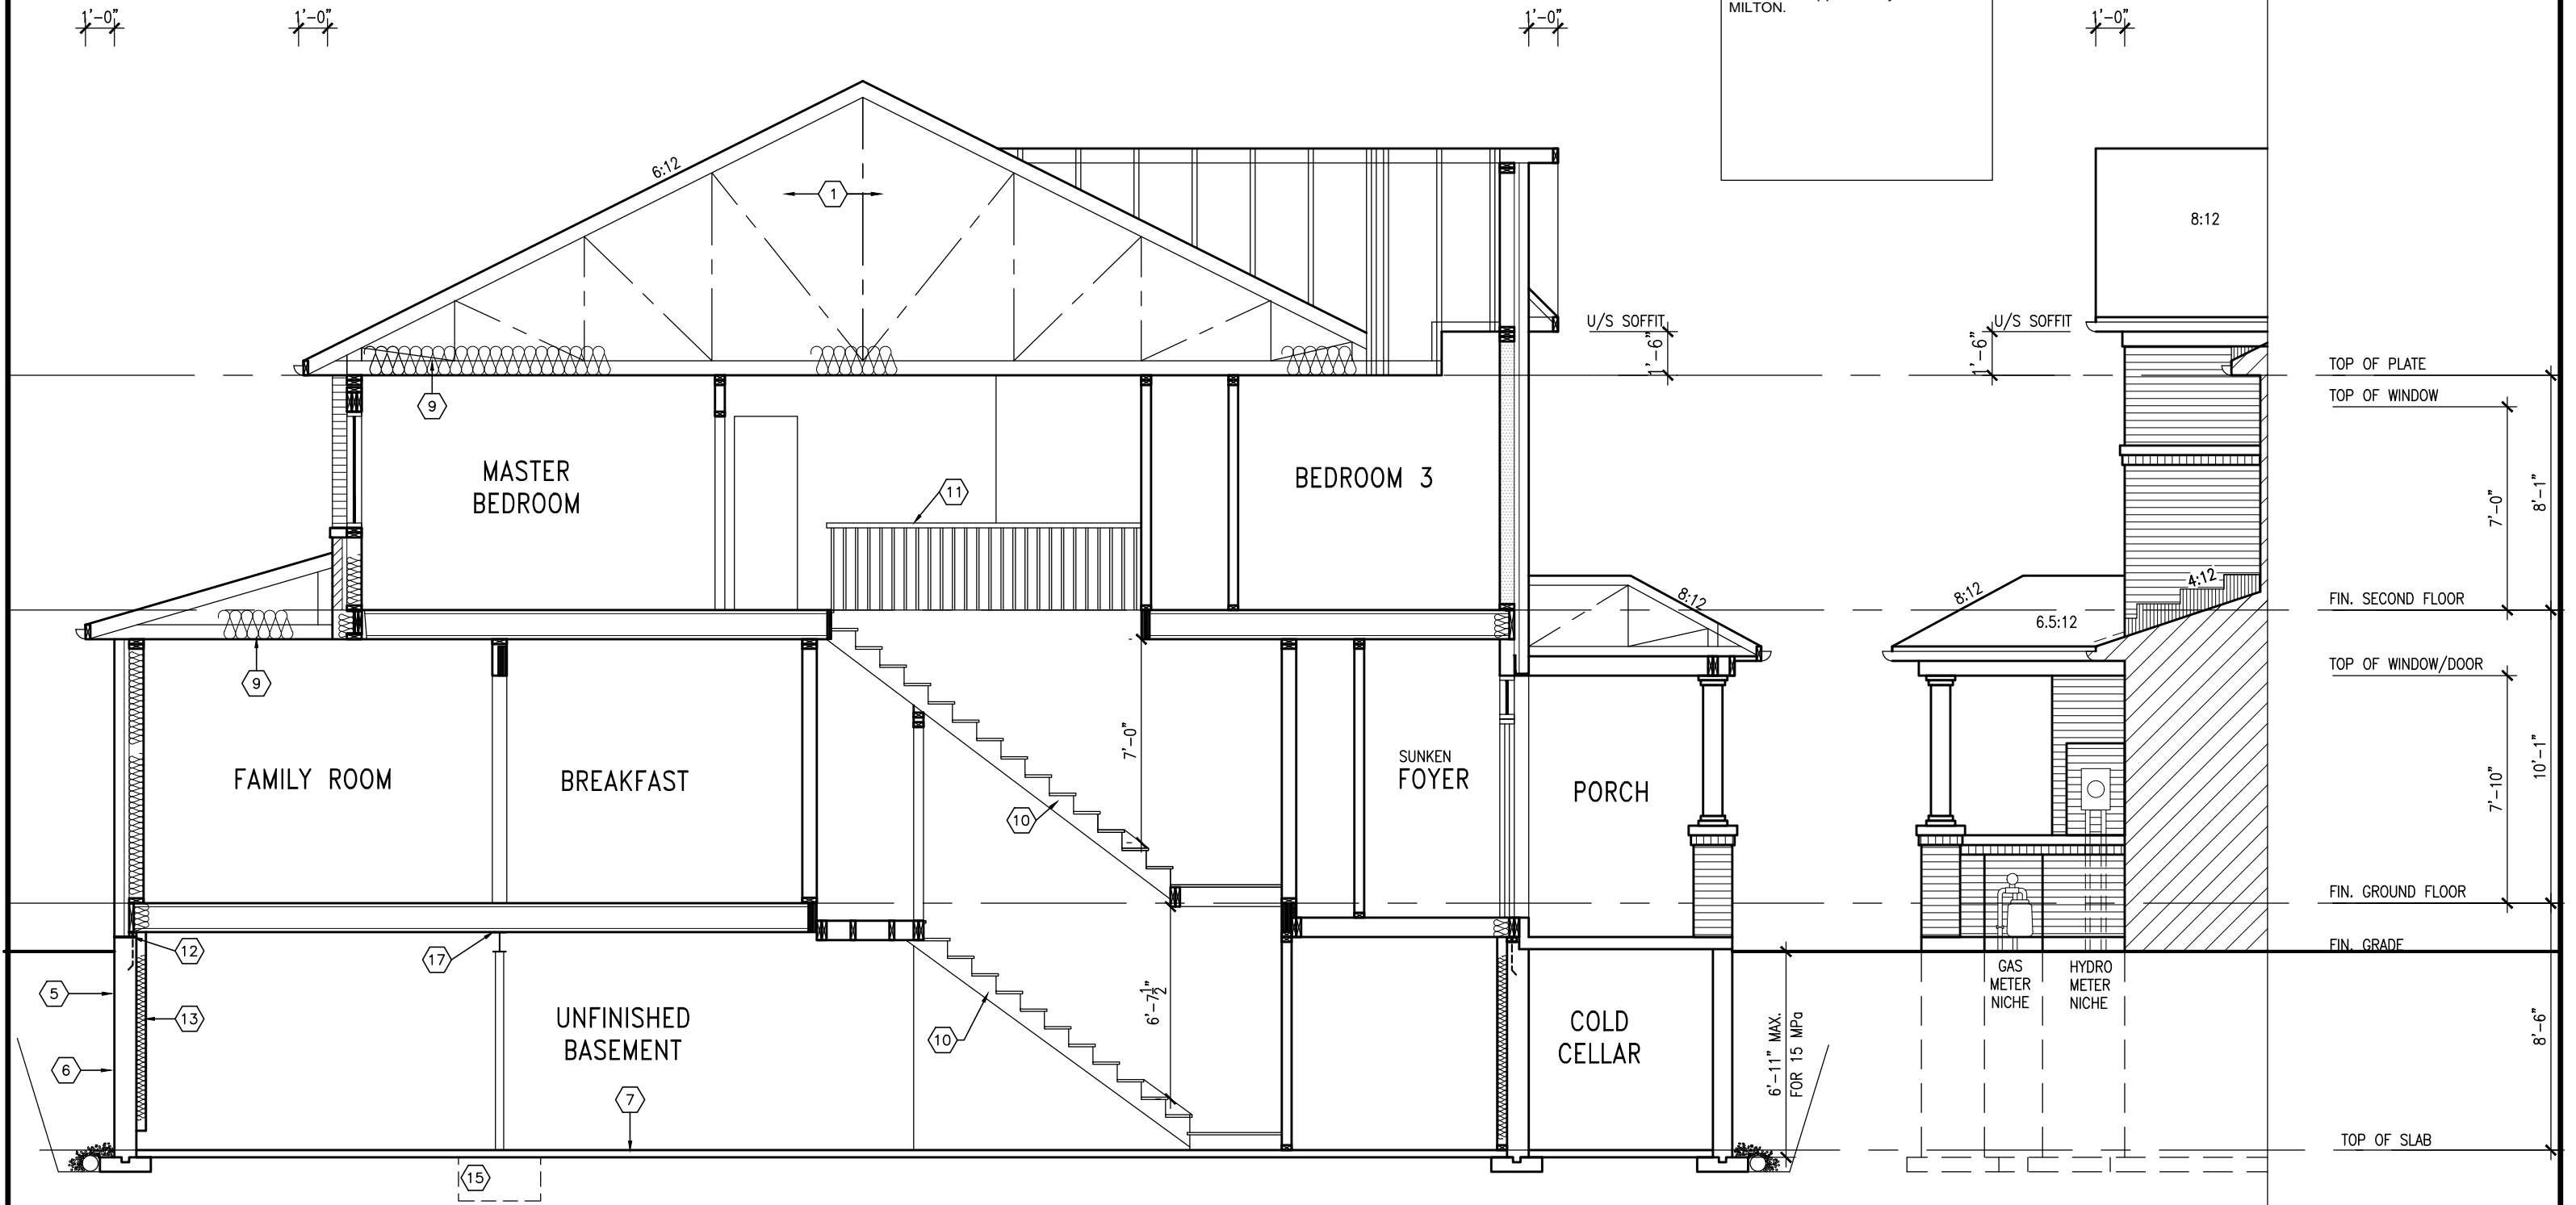 1'-0"
1'-0"
1'-0"
MILTON.
1'-0"
6:12
1
8:12
U/S SOFFIT
1'-6"
U/S SOFFIT
1'-6"
TOP OF PLATE
TOP OF WINDOW
9
MASTER
BEDROOM
11
BEDROOM 3
7'-0"
8'-1"
8:12
8:12
4:12
6.5:12
FIN. SECOND FLOOR
TOP OF WINDOW/DOOR
9
FAMILY ROOM
BREAKFAST
10
7'-0"
SUNKEN
FOYER
PORCH
7'-10"
10'-1"
FIN. GROUND FLOOR
FIN. GRADE
12
17
5
13
6
UNFINISHED
BASEMENT
7
10
6'-7 1/2"
COLD
CELLAR
6'-11" MAX.
FOR 15 MPa
GAS
METER
NICHE
HYDRO
METER
NICHE
8'-6"
TOP OF SLAB
15